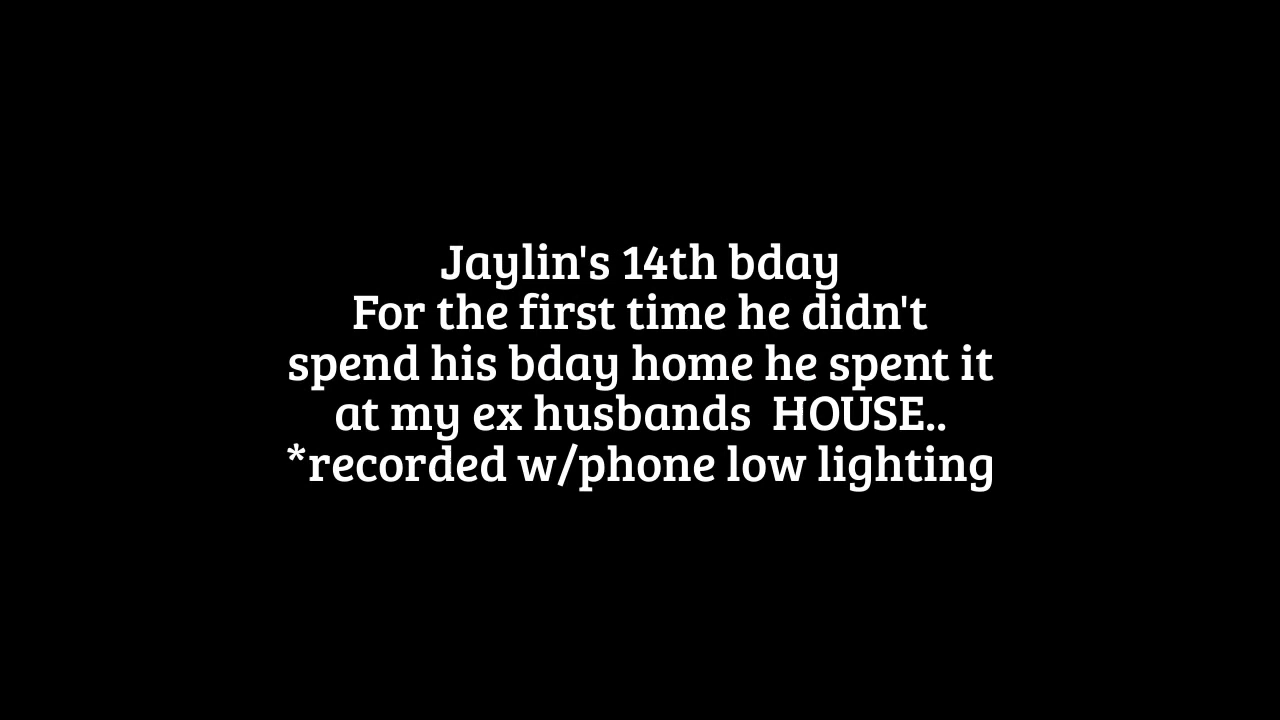 Jaylin's 14th bday
For the first time he didn't
spend his bday home he spent it
at my ex husbands  HOUSE..
*recorded w/phone low lighting